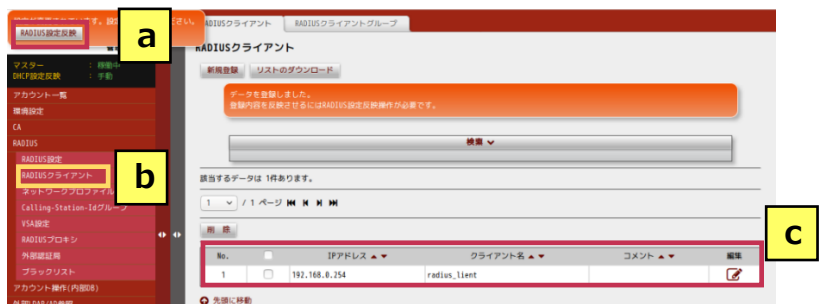 RADIUS設定反映
a
マスター : 稼働中
DHCP設定反映 : 手動
アカウント一覧
環境設定
CA
RADIUS
RADIUS設定
RADIUSクライアント
b
ネットワークプロファイル
Calling-Station-Idグループ
VSA設定
RADIUSプロキシ
外部認証局
ブラックリスト
アカウント操作(内部DB)
RADIUSクライアント RADIUSクライアントグループ
RADIUSクライアント
新規登録 リストのダウンロード
データを登録しました。
登録内容を反映させるにはRADIUS設定反映操作が必要です。
検索
該当するデータは 1件あります。
1 / 1 ページ
削 除
c
No. IPアドレス ▲ ▼ クライアント名 ▲ ▼ コメント ▲ ▼ 編集
1 192.168.0.254 radius_lient
先頭に移動